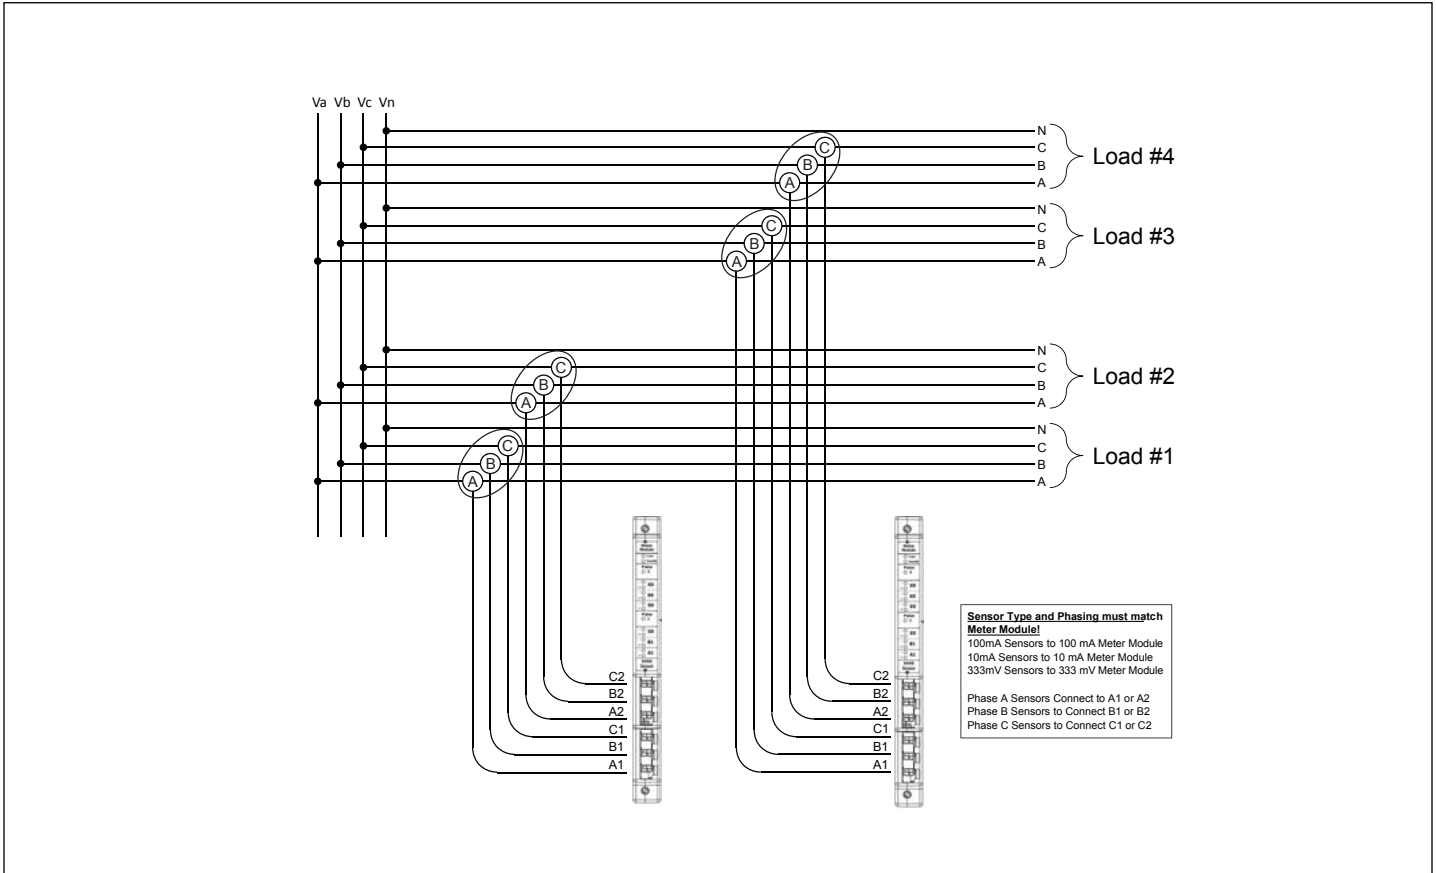 Va Vb Vc Vn
N
C
B
A
Load #4
C
B
A
N
C
B
A
Load #3
C
B
A
N
C
B
A
Load #2
C
B
A
N
C
B
A
Load #1
C
B
A
C2
B2
A2
C1
B1
A1
C2
B2
A2
C1
B1
A1
Sensor Type and Phasing must match
Meter Module!
100mA Sensors to 100 mA Meter Module
10mA Sensors to 10 mA Meter Module
333mV Sensors to 333 mV Meter Module
Phase A Sensors Connect to A1 or A2
Phase B Sensors to Connect B1 or B2
Phase C Sensors to Connect C1 or C2